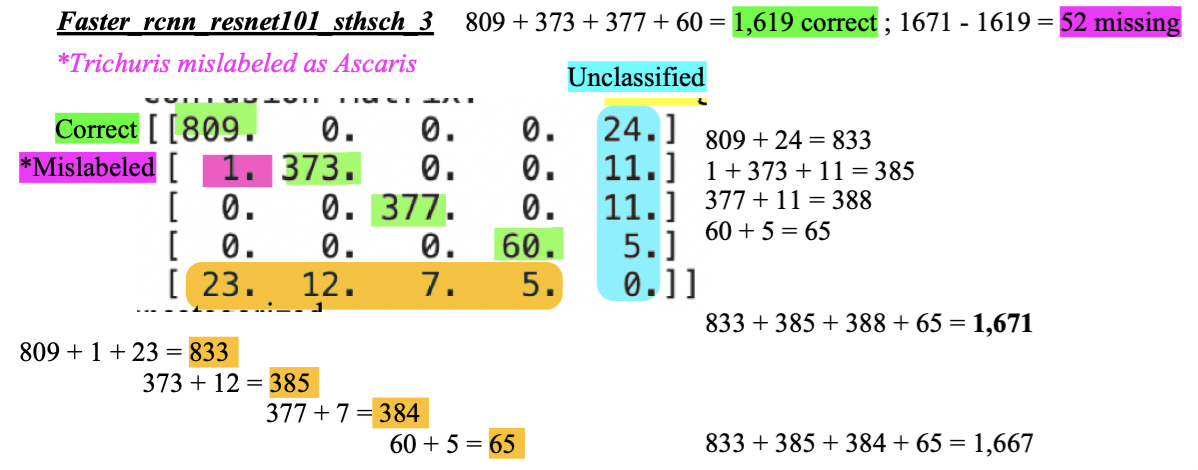 Faster_rcnn_resnet101_sthsch_3 809 + 373 + 377 + 60 = 1,619 correct ; 1671 - 1619 = 52 missing
*Trichuris mislabeled as Ascaris
Unclassified
Correct [[809. 0. 0. 0. 24.] 809 + 24 = 833
*Mislabeled [ 1. 373. 0. 0. 11.] 1 + 373 + 11 = 385
[ 0. 0. 377. 0. 11.] 377 + 11 = 388
[ 0. 0. 0. 60. 5.] 60 + 5 = 65
[ 23. 12. 7. 5. 0.]]
833 + 385 + 388 + 65 = 1,671
809 + 1 + 23 = 833
373 + 12 = 385
377 + 7 = 384
60 + 5 = 65 833 + 385 + 384 + 65 = 1,667